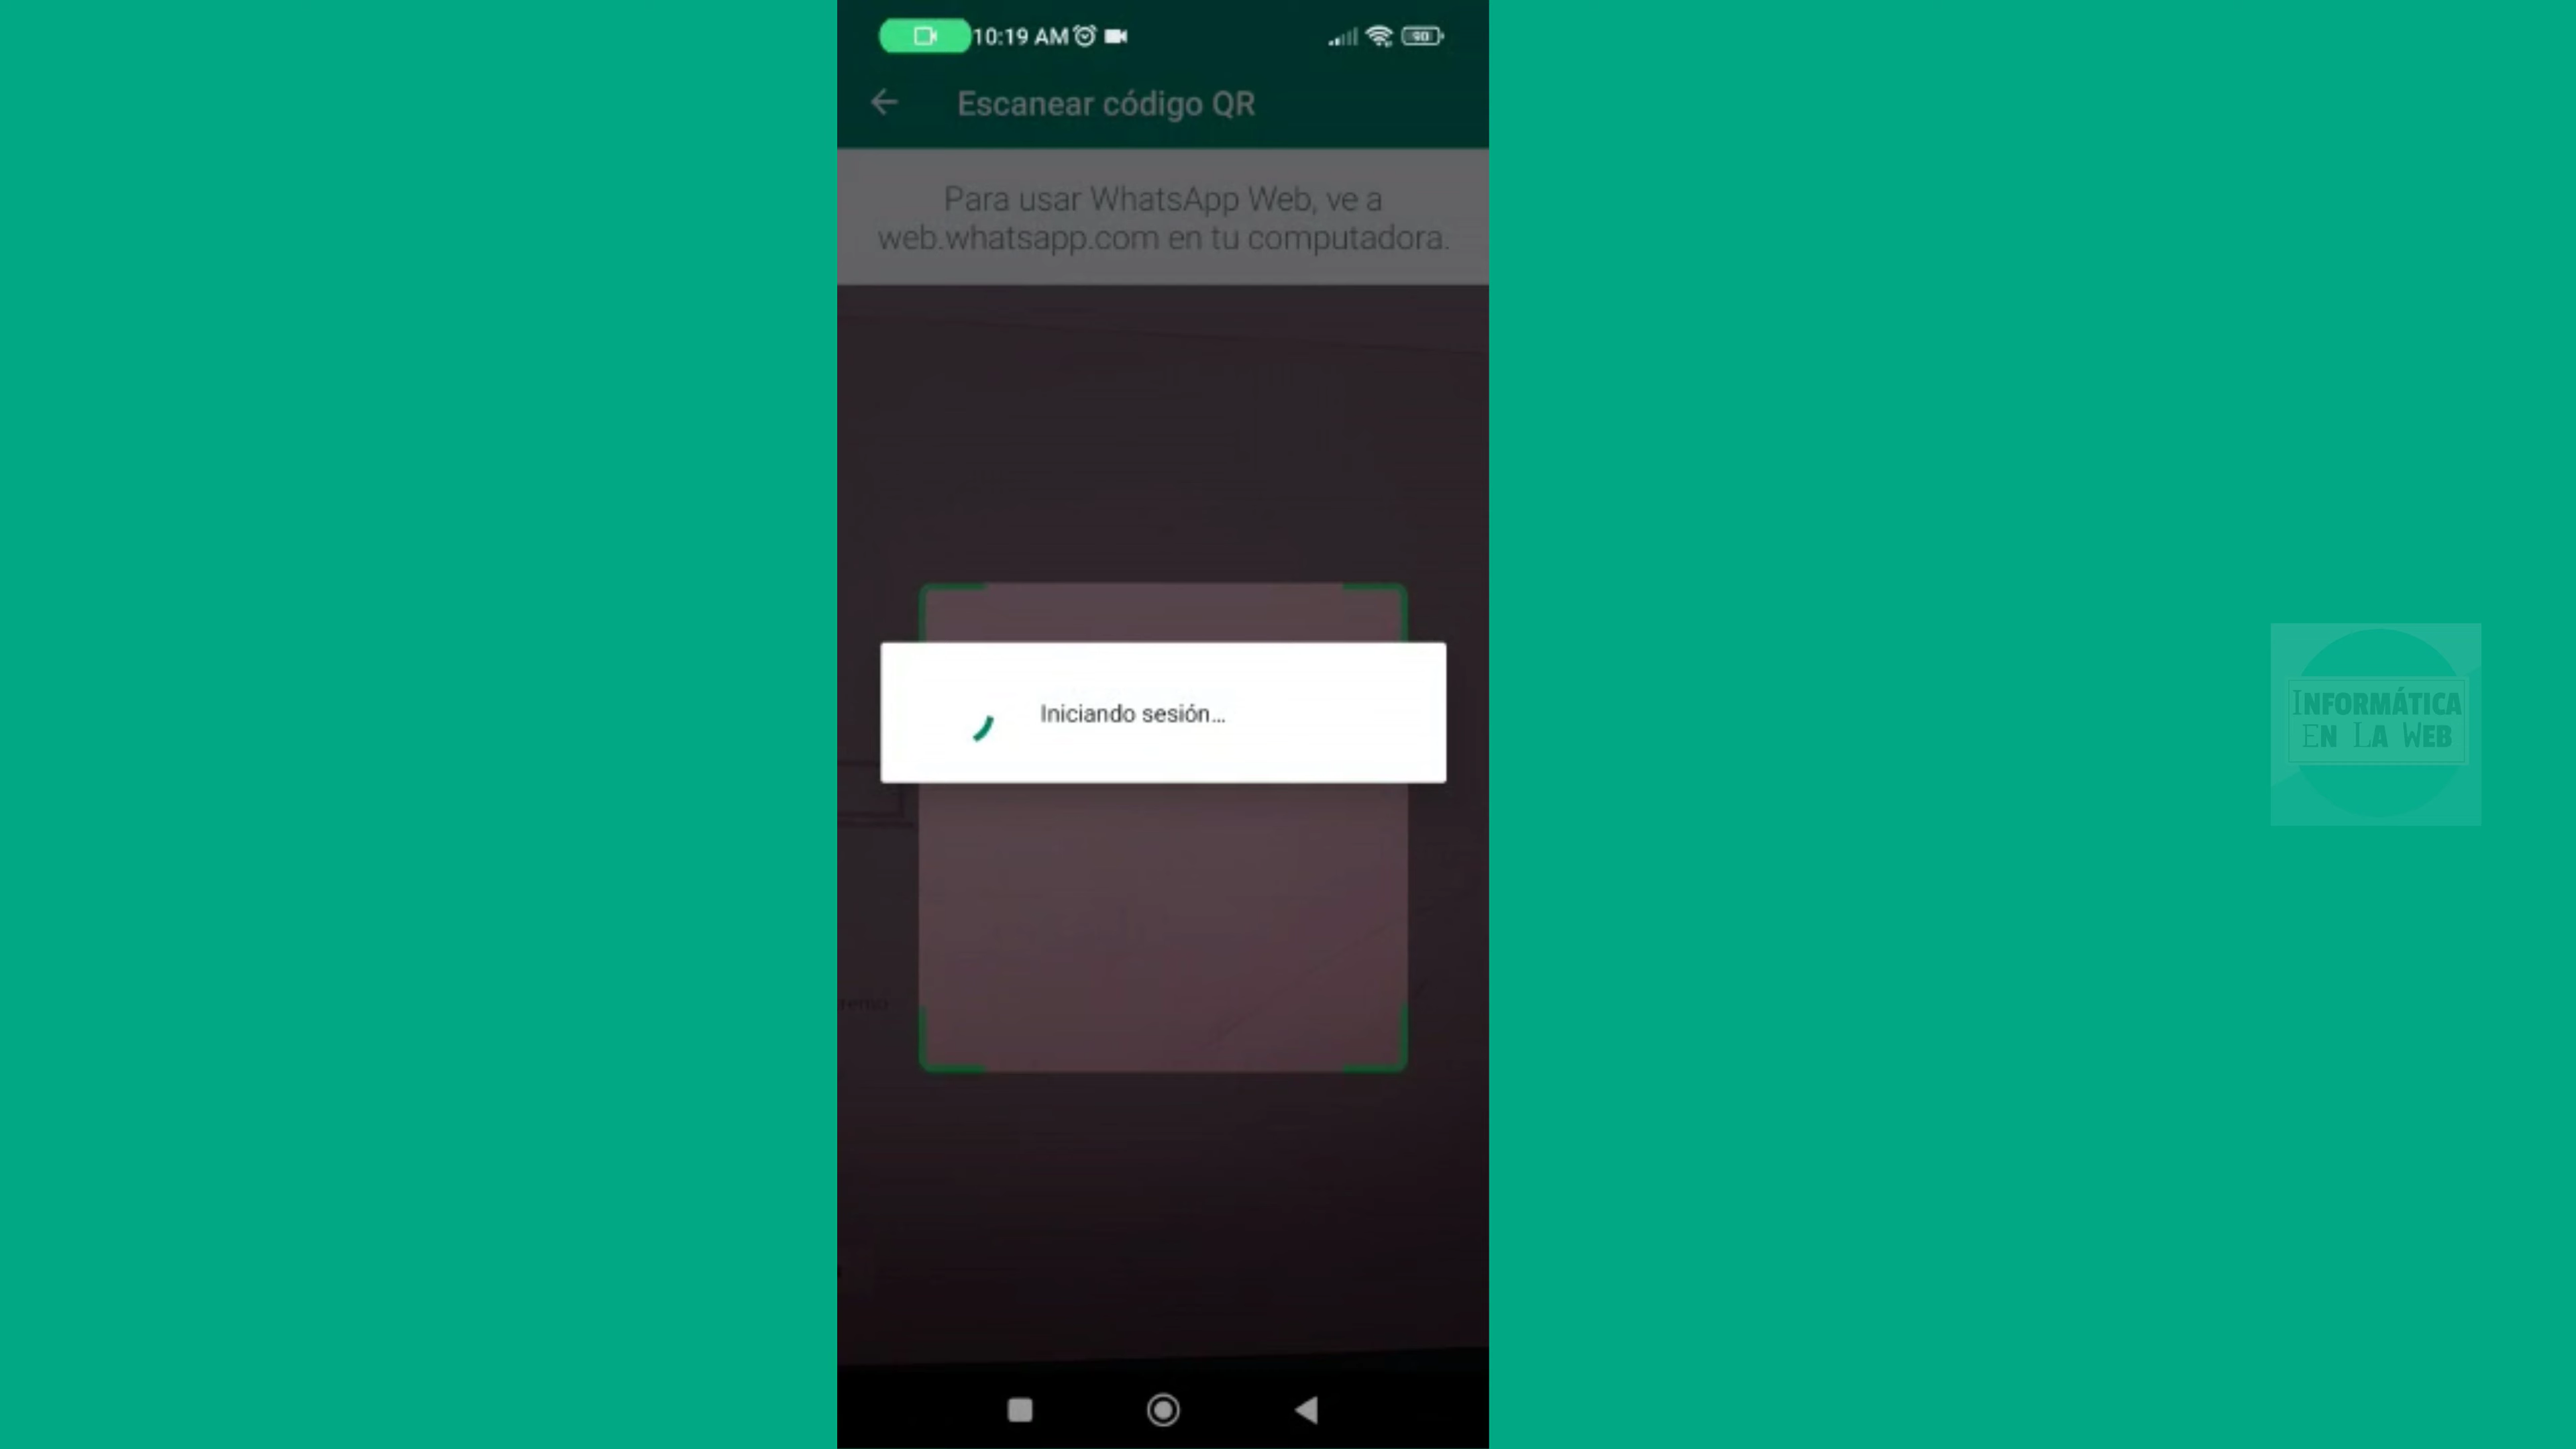 10:19 AM
90
Escanear código QR
Para usar WhatsApp Web, ve a
web.whatsapp.com en tu computadora.
Iniciando sesión...
INFORMÁTICA
EN LA WEB